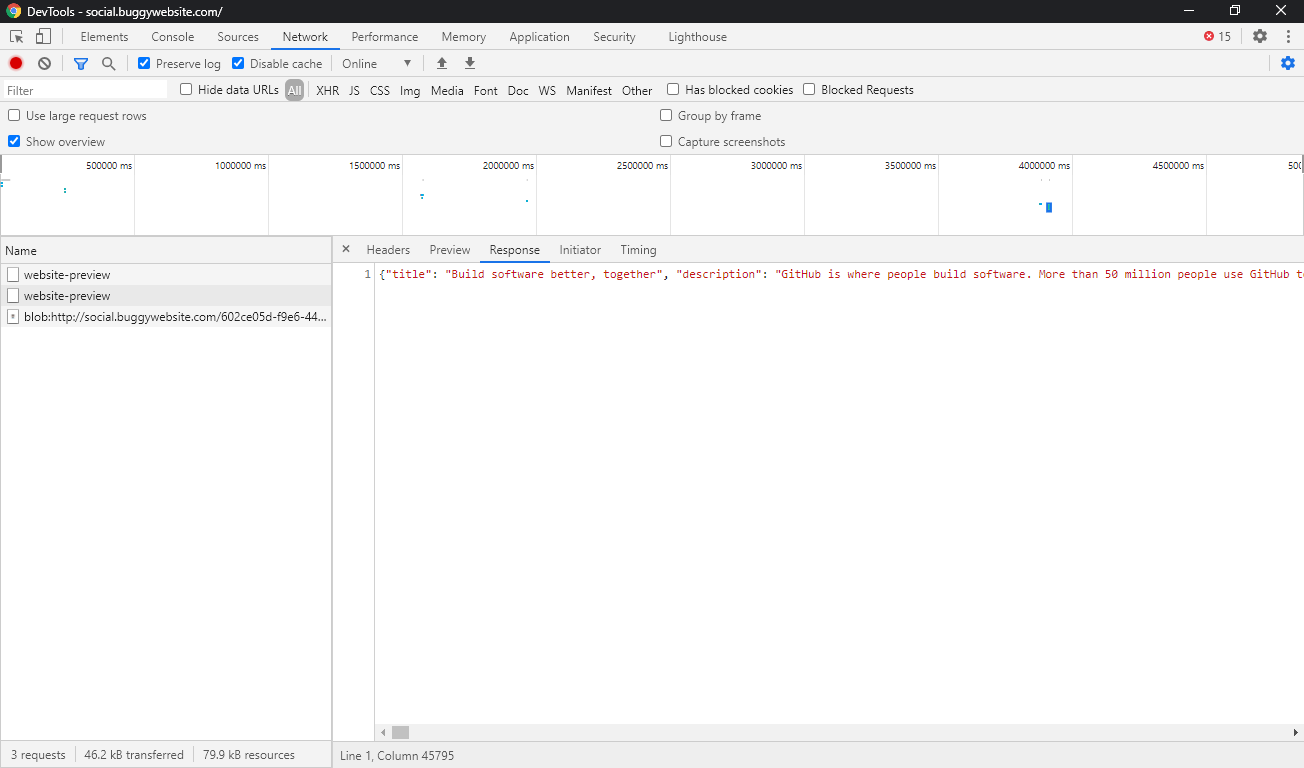 DevTools - social.buggywebsite.com/
Elements Console Sources Network Performance Memory Application Security Lighthouse 15
Preserve log Disable cache Online
Filter Hide data URLs All XHR JS CSS Img Media Font Doc WS Manifest Other Has blocked cookies Blocked Requests
Use large request rows Group by frame
Show overview Capture screenshots
500000 ms 1000000 ms 1500000 ms 2000000 ms 2500000 ms 3000000 ms 3500000 ms 4000000 ms 4500000 ms 500
Name Headers Preview Response Initiator Timing
website-preview 1 {"title": "Build software better, together", "description": "GitHub is where people build software. More than 50 million people use GitHub to
website-preview
blob:http://social.buggywebsite.com/602ce05d-f9e6-44...
3 requests 46.2 kB transferred 79.9 kB resources Line 1, Column 45795